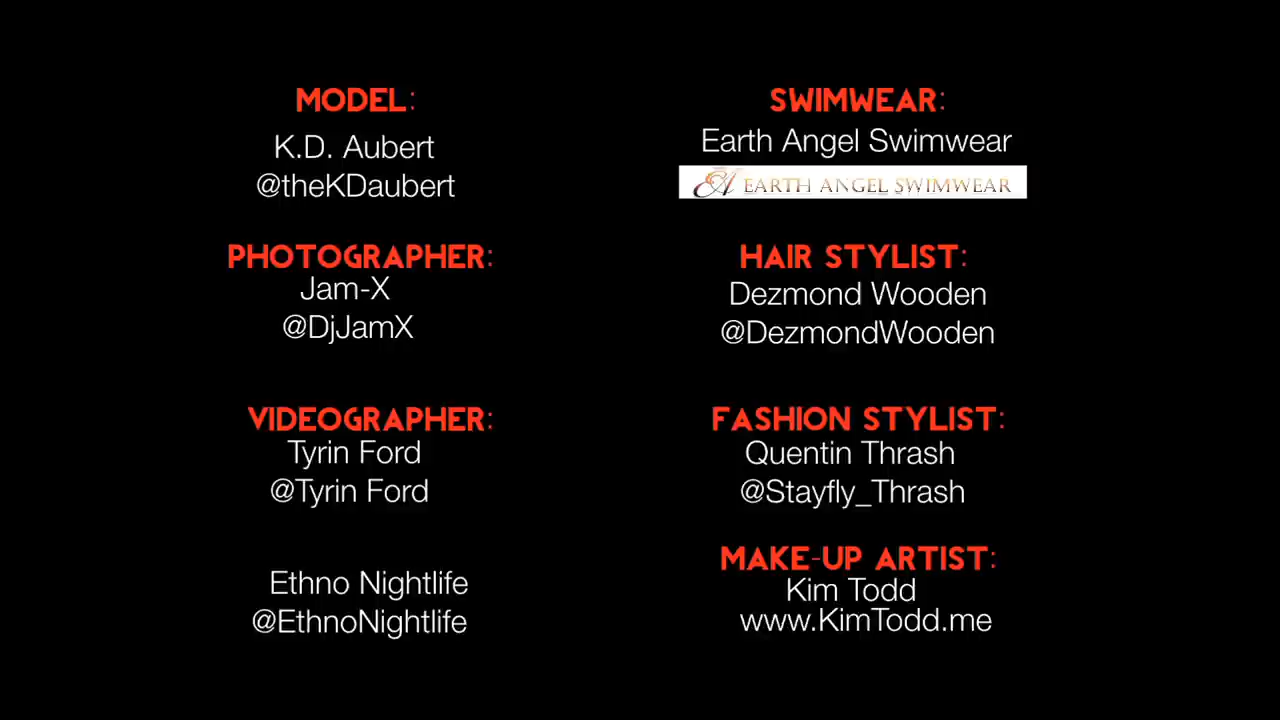 MODEL:
K.D. Aubert
@theKDaubert
PHOTOGRAPHER:
Jam-X
@DjJamX
VIDEOGRAPHER:
Tyrin Ford
@Tyrin Ford
Ethno Nightlife
@EthnoNightlife
SWIMWEAR:
Earth Angel Swimwear
EA EARTH ANGEL SWIMWEAR
HAIR STYLIST:
Dezmond Wooden
@DezmondWooden
FASHION STYLIST:
Quentin Thrash
@Stayfly_Thrash
MAKE-UP ARTIST:
Kim Todd
www.KimTodd.me